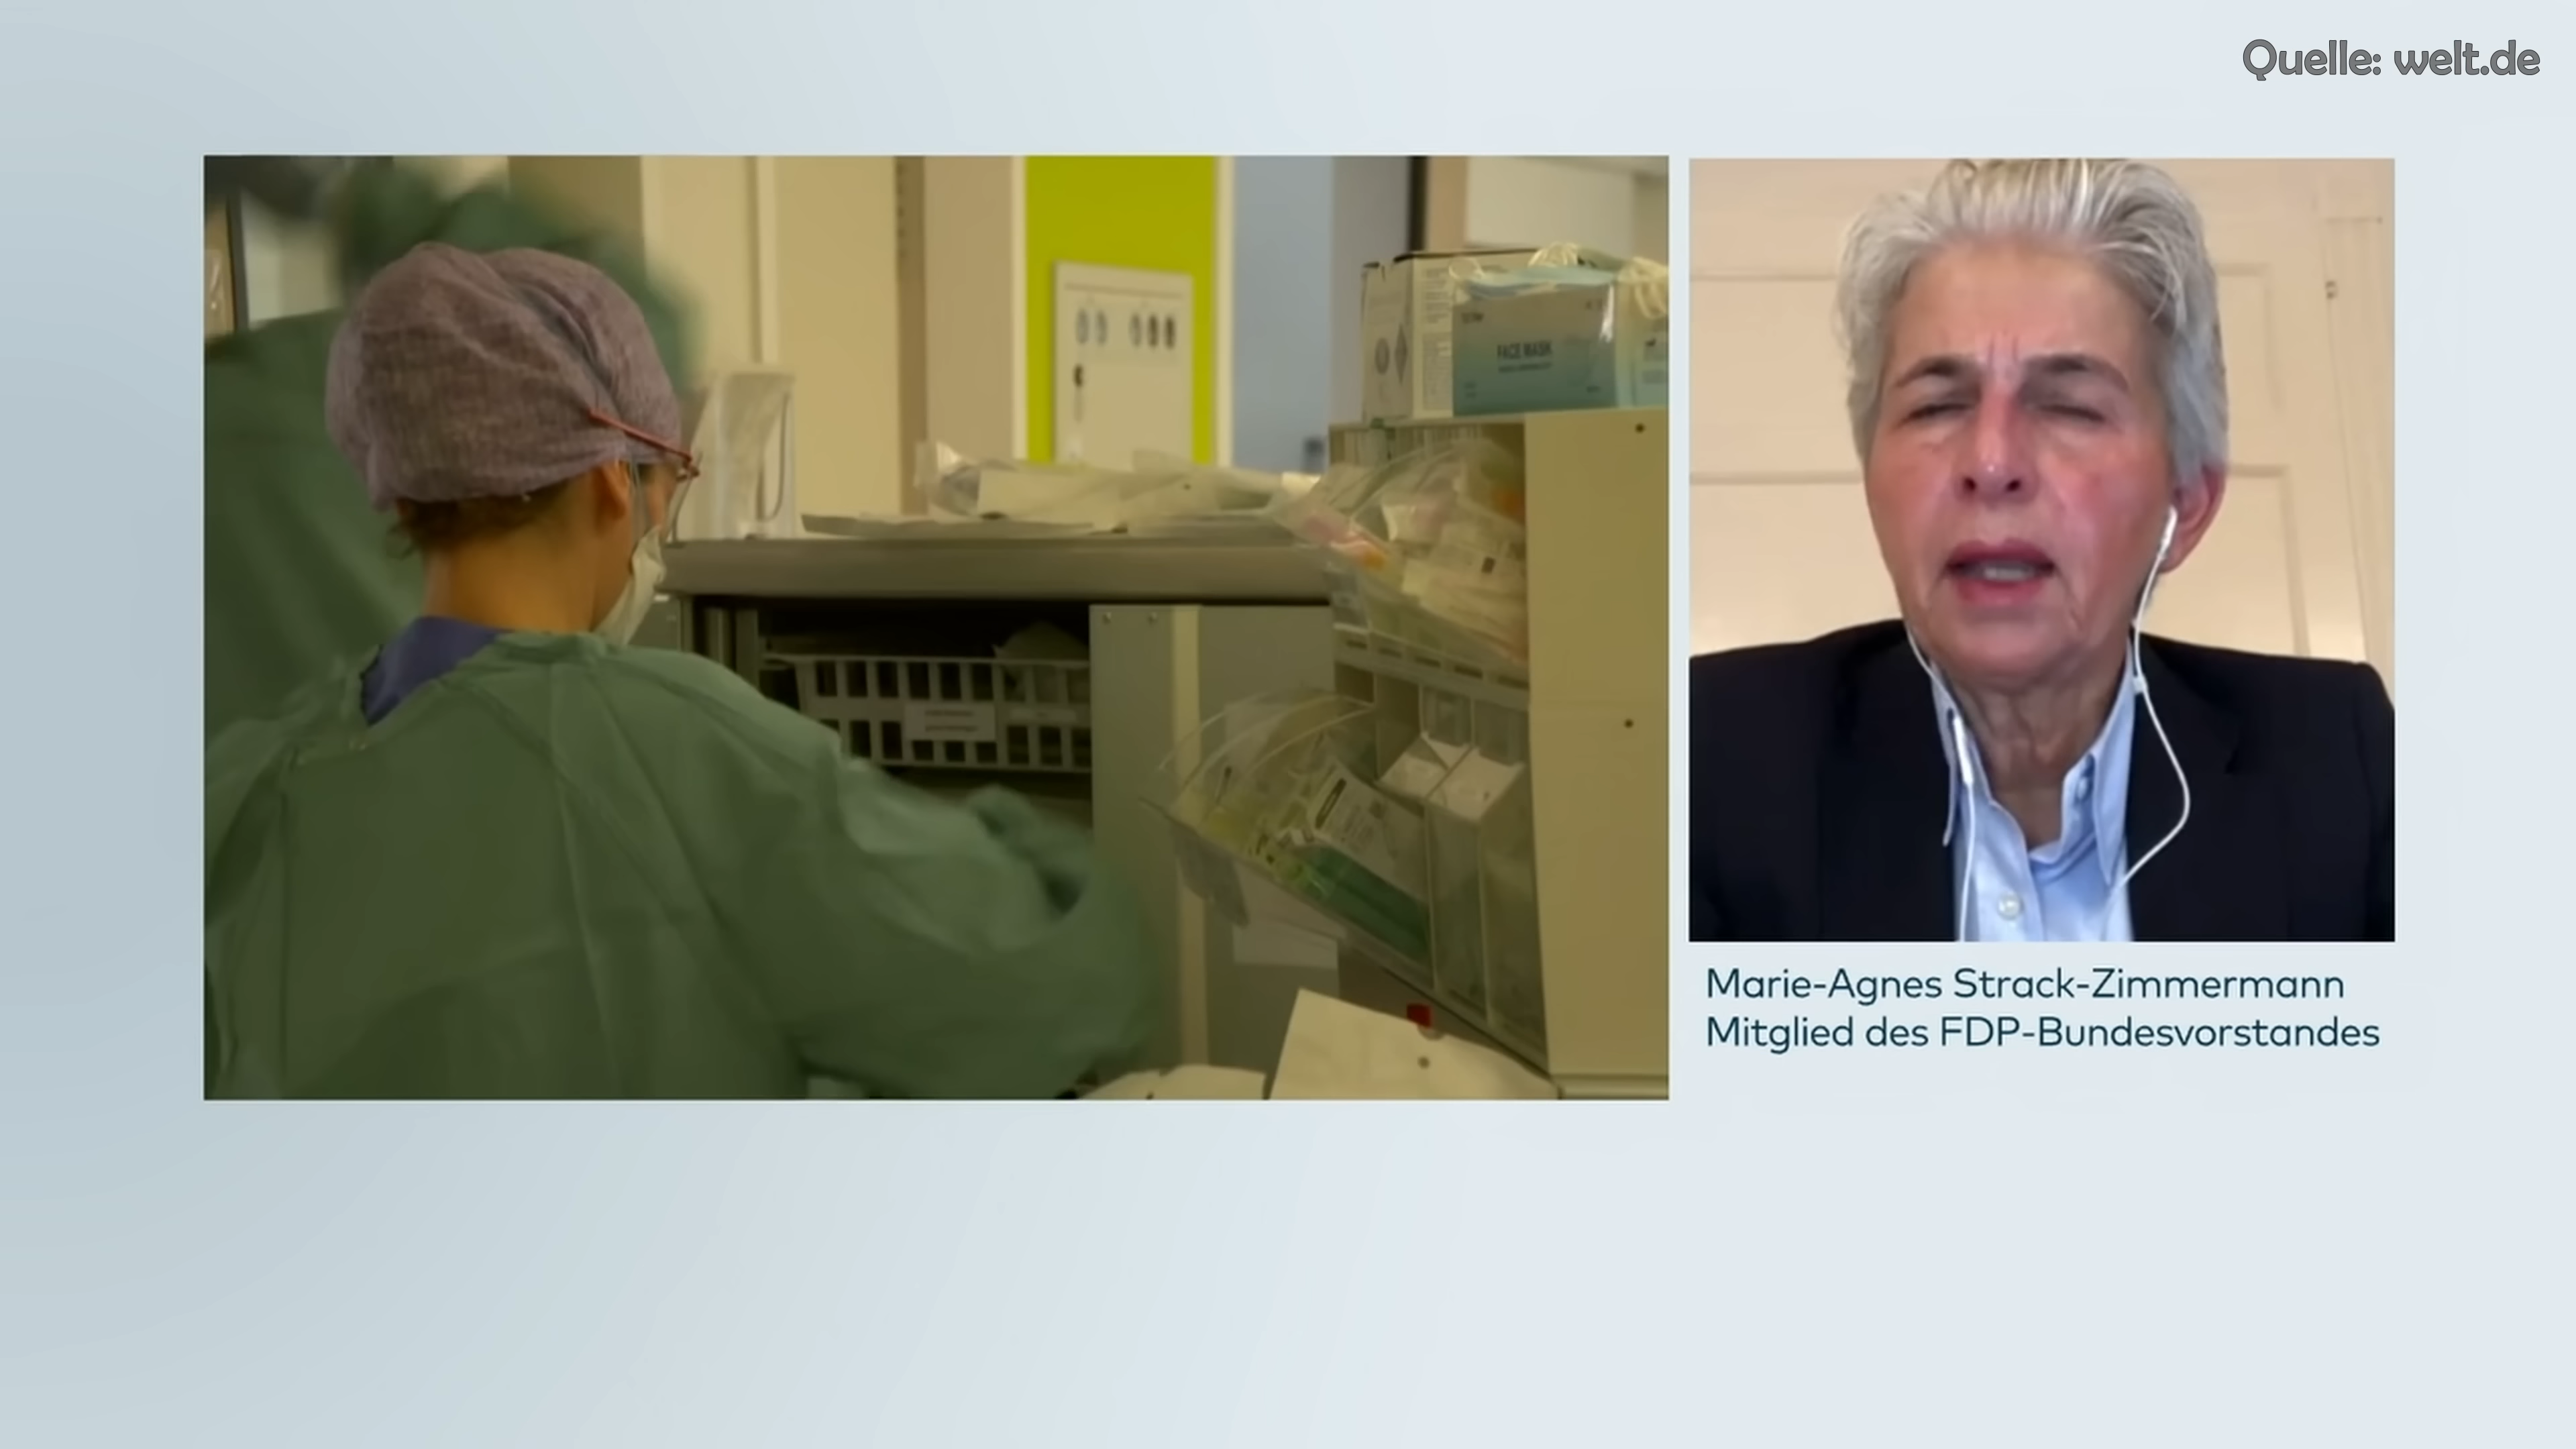 Quelle: welt.de
FACE MASK
Marie-Agnes Strack-Zimmermann
Mitglied des FDP-Bundesvorstandes